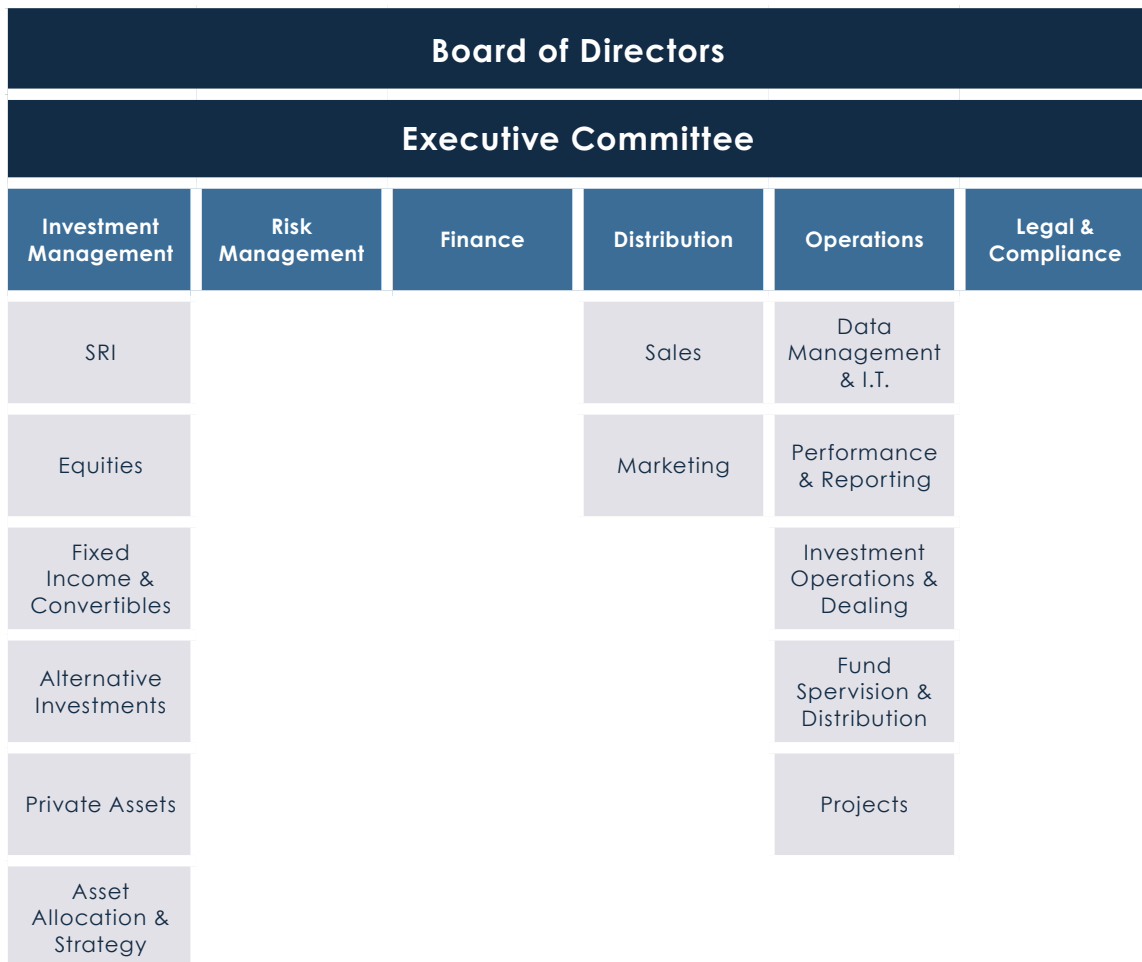 Board of Directors
Executive Committee
Investment
Management
Risk
Management
Finance
Distribution
Operations
Legal &
Compliance
SRI
Sales
Data
Management
& I.T.
Equities
Marketing
Performance
& Reporting
Fixed
Income &
Convertibles
Investment
Operations &
Dealing
Alternative
Investments
Fund
Spervision &
Distribution
Private Assets
Projects
Asset
Allocation &
Strategy